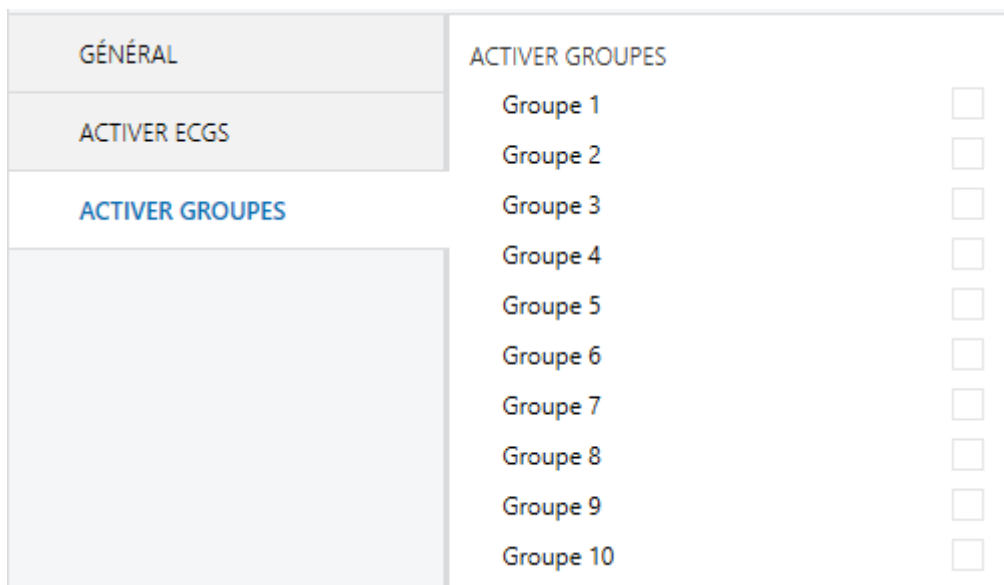 GÉNÉRAL
ACTIVER ECGS
ACTIVER GROUPES
ACTIVER GROUPES
Groupe 1
Groupe 2
Groupe 3
Groupe 4
Groupe 5
Groupe 6
Groupe 7
Groupe 8
Groupe 9
Groupe 10